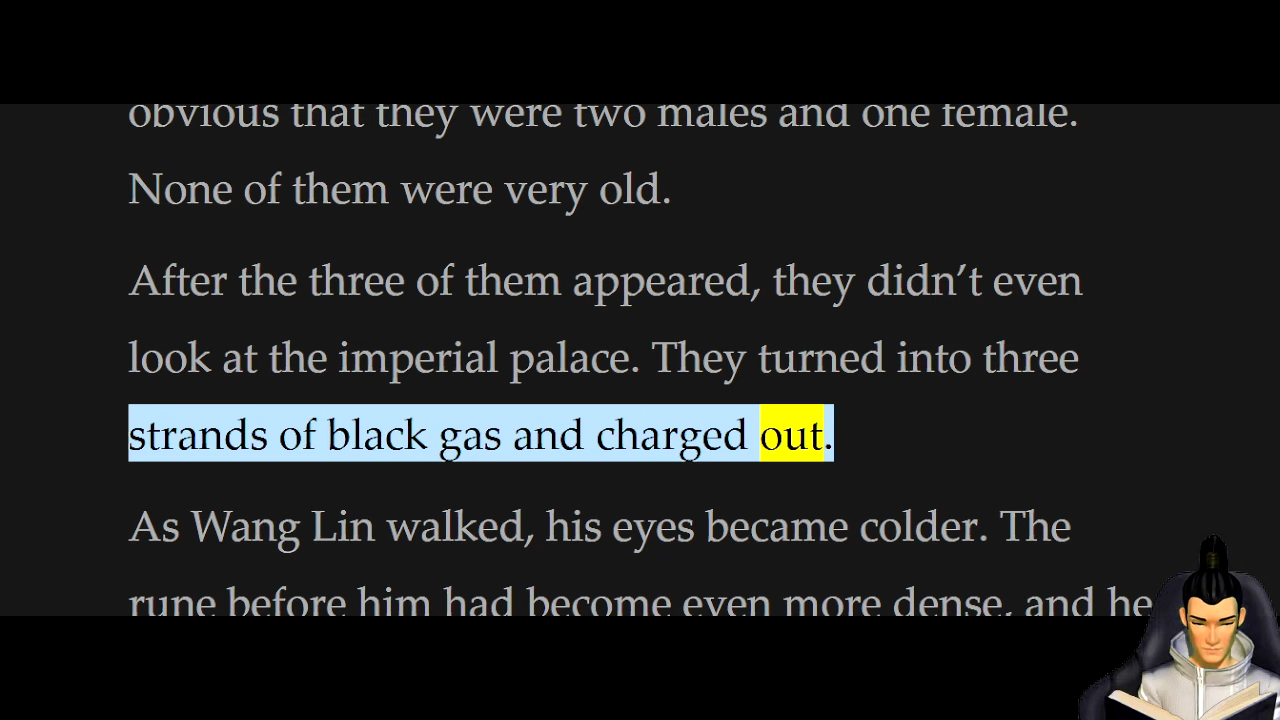 obvious that they were two males and one female.
None of them were very old.
After the three of them appeared, they didn’t even
look at the imperial palace. They turned into three
strands of black gas and charged out.
As Wang Lin walked, his eyes became colder. The
rune before him had become even more dense, and he